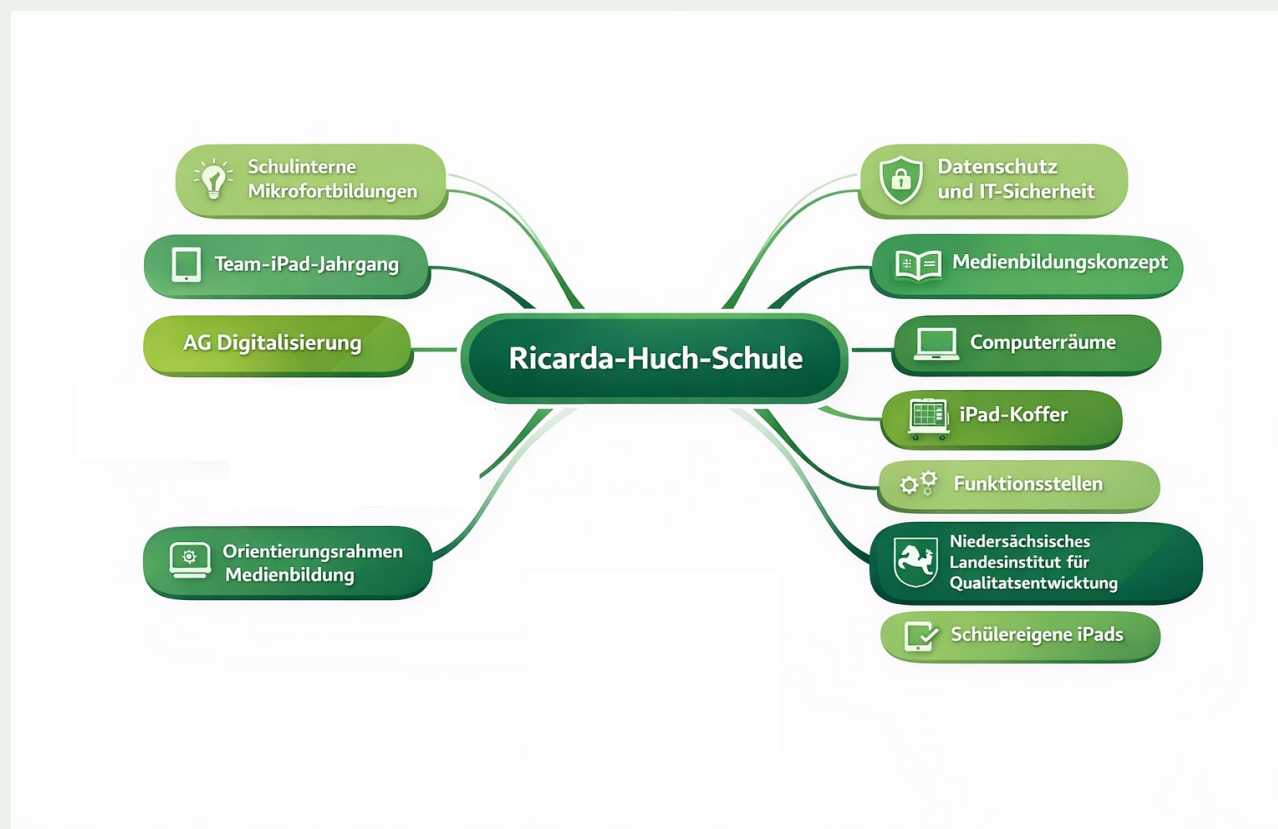 Schulinterne
Mikrofortbildungen
Team-iPad-Jahrgang
AG Digitalisierung
Orientierungsrahmen
Medienbildung
Ricarda-Huch-Schule
Datenschutz
und IT-Sicherheit
Medienbildungskonzept
Computerräume
iPad-Koffer
Funktionsstellen
Niedersächsisches
Landesinstitut für
Qualitatsentwicktung
Schülereigene iPads